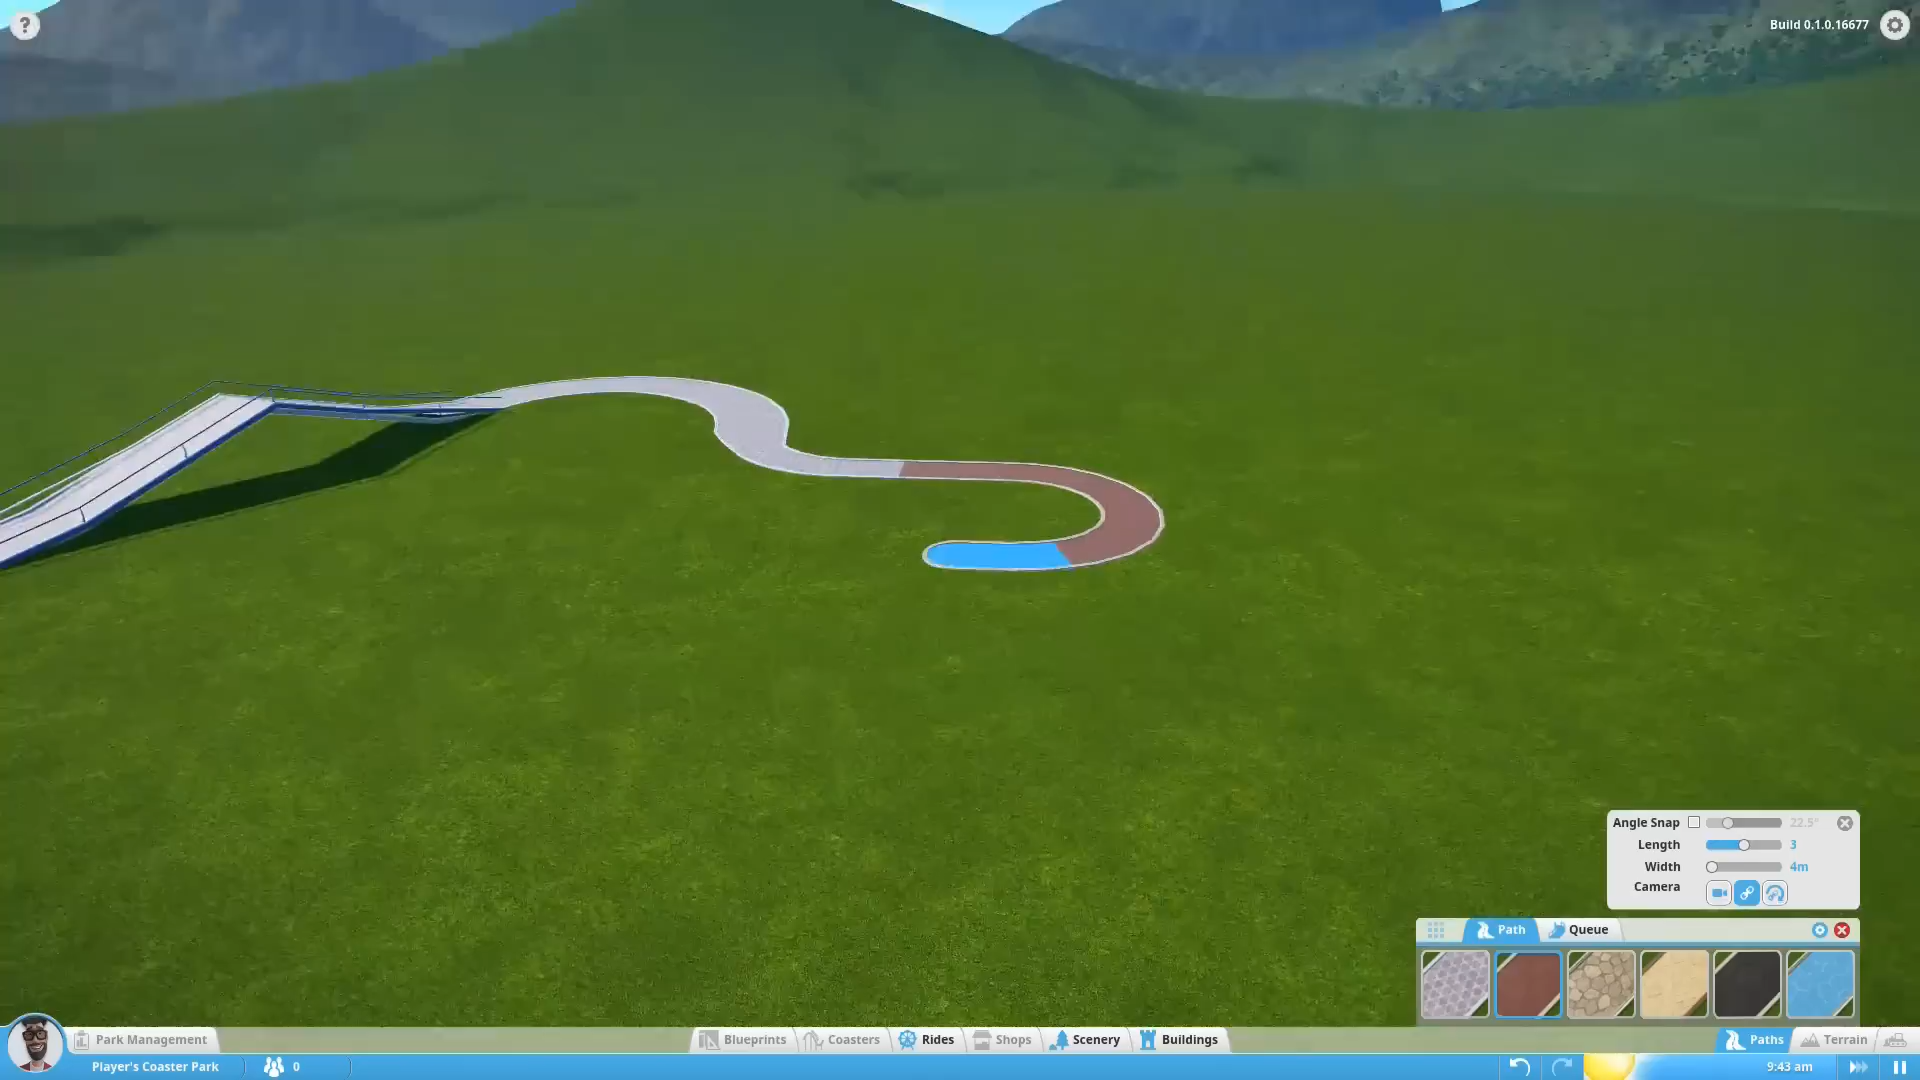 ?
Build 0.1.0.16677
Angle Snap 22.5°
Length 3
Width 4m
Camera
Path Queue
Park Management Blueprints Coasters Rides Shops Scenery Buildings Paths Terrain
Player's Coaster Park 0 9:43 am